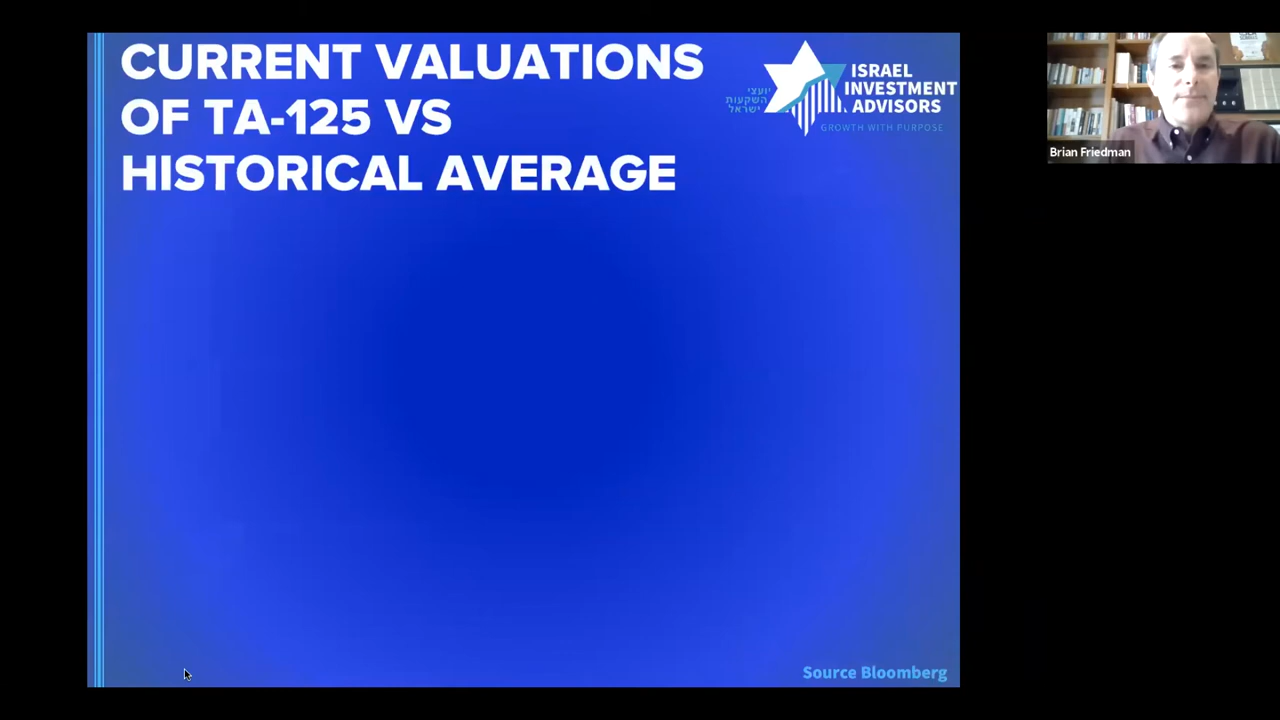 CURRENT VALUATIONS
OF TA-125 VS
HISTORICAL AVERAGE
יועצי
השקעות
ישראל
ISRAEL
INVESTMENT
ADVISORS
GROWTH WITH PURPOSE
Brian Friedman
Source Bloomberg